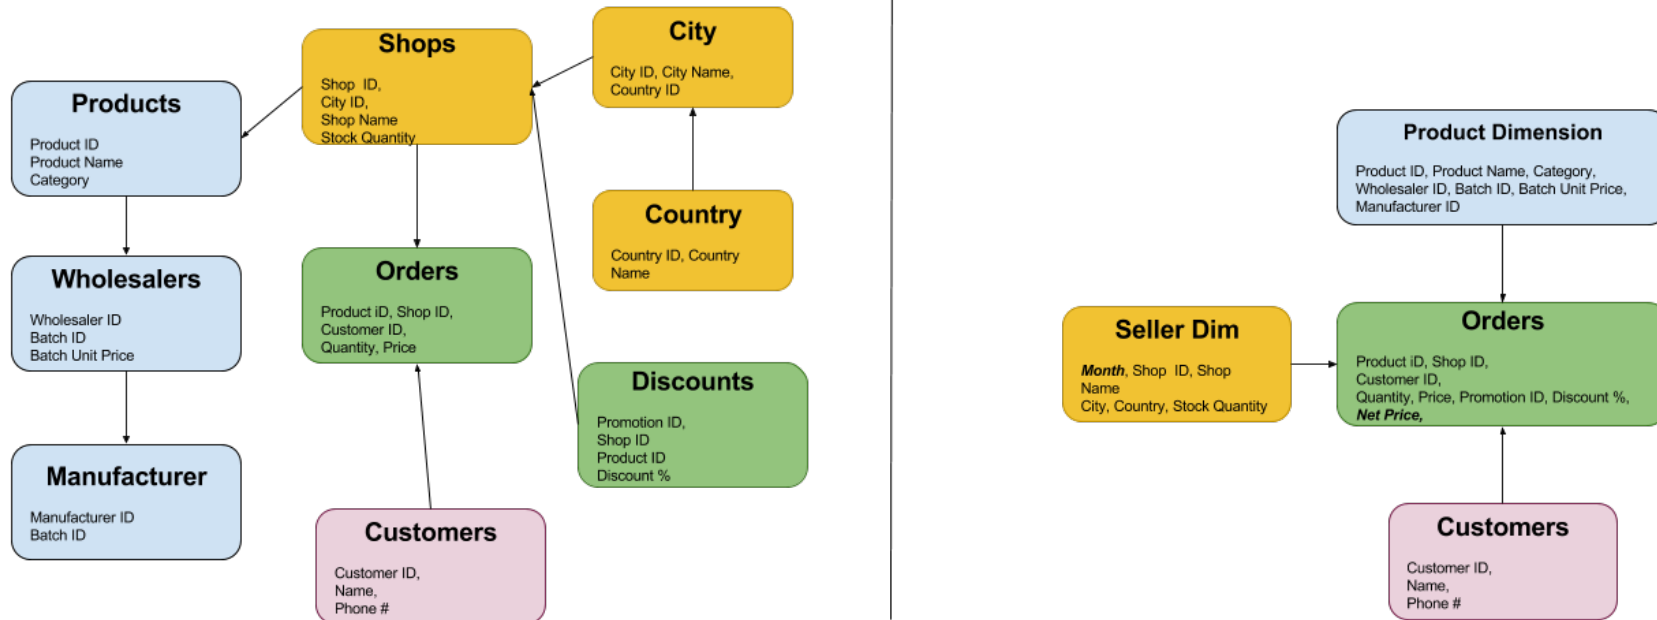 Products
Product ID
Product Name
Category
Wholesalers
Wholesaler ID
Batch ID
Batch Unit Price
Manufacturer
Manufacturer ID
Batch ID
Shops
Shop ID,
City ID,
Shop Name
Stock Quantity
Orders
Product iD, Shop ID,
Customer ID,
Quantity, Price
Customers
Customer ID,
Name,
Phone #
City
City ID, City Name,
Country ID
Country
Country ID, Country
Name
Discounts
Promotion ID,
Shop ID
Product ID
Discount %
Product Dimension
Product ID, Product Name, Category,
Wholesaler ID, Batch ID, Batch Unit Price,
Manufacturer ID
Seller Dim
Month, Shop ID, Shop
Name
City, Country, Stock Quantity
Orders
Product iD, Shop ID,
Customer ID,
Quantity, Price, Promotion ID, Discount %,
Net Price,
Customers
Customer ID,
Name,
Phone #